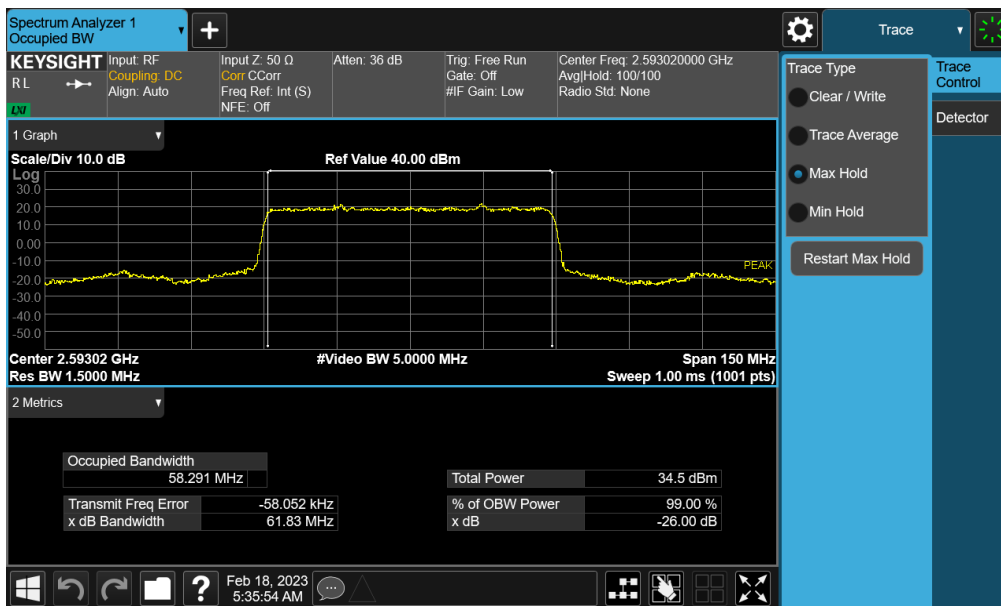 Spectrum Analyzer 1
Occupied BW
Trace
KEYSIGHT Input: RF Input Z: 50 Ω Atten: 36 dB Trig: Free Run Center Freq: 2.593020000 GHz
RL Coupling: DC Corr CCorr Gate: Off Avg|Hold: 100/100
Align: Auto Freq Ref: Int (S) #IF Gain: Low Radio Std: None
LXI NFE: Off
Trace Type
Clear / Write
Trace Average
Max Hold
Min Hold
Restart Max Hold
Trace
Control
Detector
1 Graph
Scale/Div 10.0 dB Ref Value 40.00 dBm
Log
30.0
20.0
10.0
0.00
-10.0
-20.0
-30.0
-40.0
-50.0
PEAK
Center 2.59302 GHz #Video BW 5.0000 MHz Span 150 MHz
Res BW 1.5000 MHz Sweep 1.00 ms (1001 pts)
2 Metrics
Occupied Bandwidth
58.291 MHz Total Power 34.5 dBm
Transmit Freq Error -58.052 kHz % of OBW Power 99.00 %
x dB Bandwidth 61.83 MHz x dB -26.00 dB
? Feb 18, 2023
5:35:54 AM